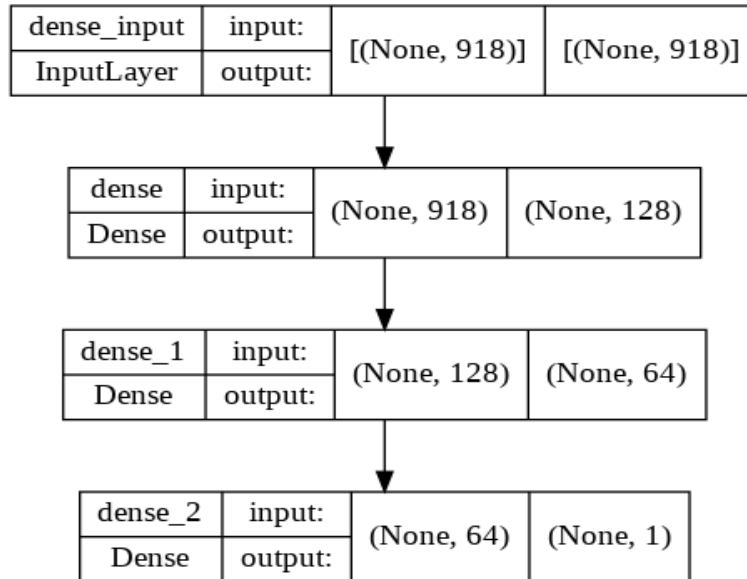 dense_input input: [(None, 918)] [(None, 918)]
InputLayer output:
dense input: (None, 918) (None, 128)
Dense output:
dense_1 input: (None, 128) (None, 64)
Dense output:
dense_2 input: (None, 64) (None, 1)
Dense output: